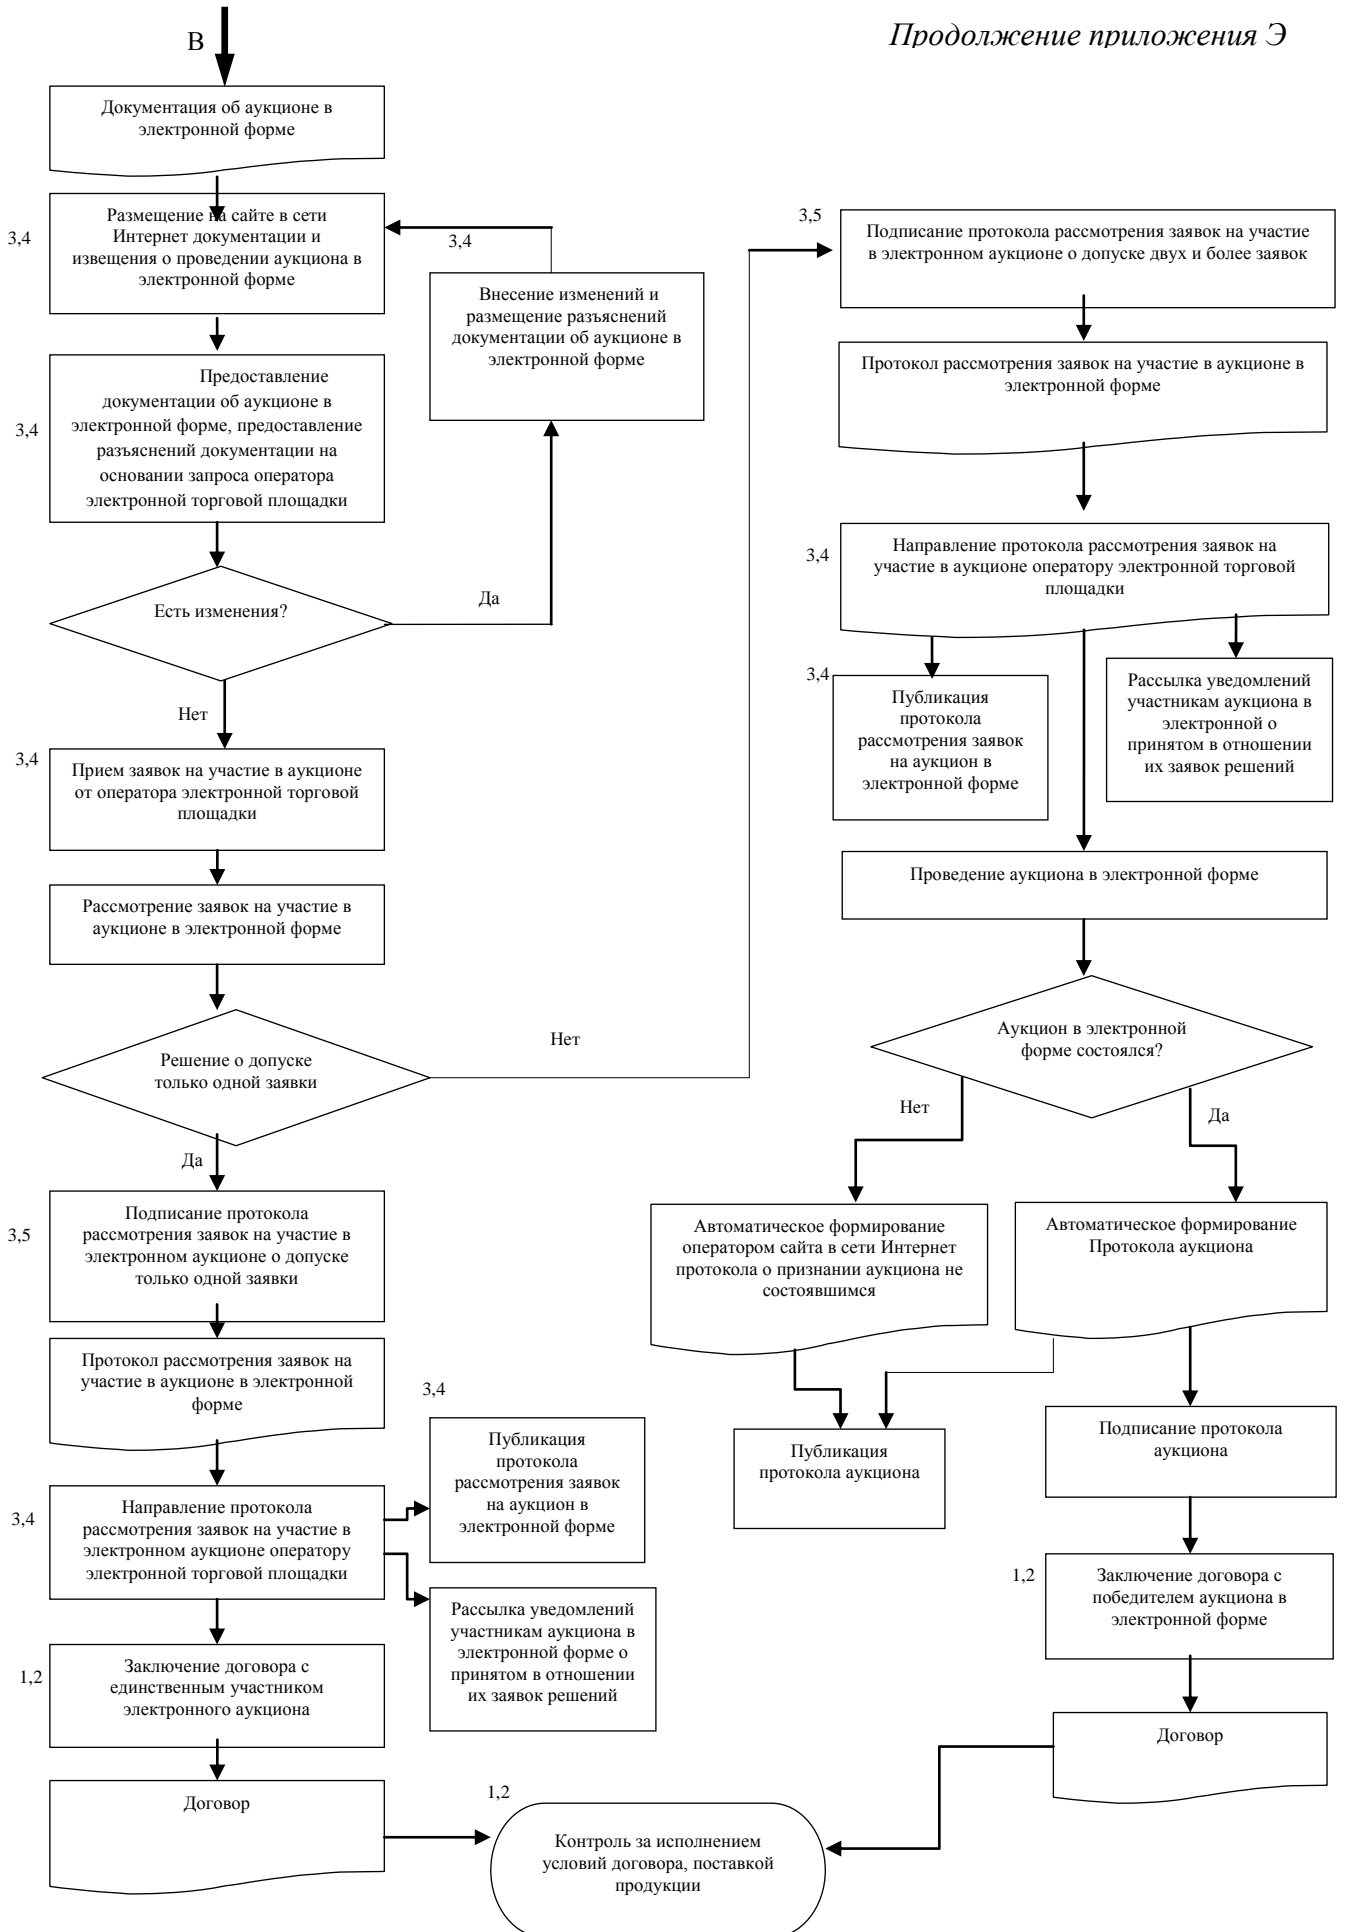 В
Продолжение приложения Э
Документация об аукционе в
электронной форме
3,4
Размещение на сайте в сети
Интернет документации и
извещения о проведении аукциона в
электронной форме
3,4
Внесение изменений и
размещение разъяснений
документации об аукционе в
электронной форме
3,4
Предоставление
документации об аукционе в
электронной форме, предоставление
разъяснений документации на
основании запроса оператора
электронной торговой площадки
Есть изменения?
Да
Нет
3,4
Прием заявок на участие в аукционе
от оператора электронной торговой
площадки
Рассмотрение заявок на участие в
аукционе в электронной форме
Решение о допуске
только одной заявки
Нет
Да
3,5
Подписание протокола
рассмотрения заявок на участие в
электронном аукционе о допуске
только одной заявки
Протокол рассмотрения заявок на
участие в аукционе в электронной
форме
3,4
Направление протокола
рассмотрения заявок на участие в
электронном аукционе оператору
электронной торговой площадки
3,4
Публикация
протокола
рассмотрения заявок
на аукцион в
электронной форме
Рассылка уведомлений
участникам аукциона в
электронной форме о
принятом в отношении
их заявок решений
1,2
Заключение договора с
единственным участником
электронного аукциона
Договор
3,5
Подписание протокола рассмотрения заявок на участие
в электронном аукционе о допуске двух и более заявок
Протокол рассмотрения заявок на участие в аукционе в
электронной форме
3,4
Направление протокола рассмотрения заявок на
участие в аукционе оператору электронной торговой
площадки
3,4
Публикация
протокола
рассмотрения заявок
на аукцион в
электронной форме
Рассылка уведомлений
участникам аукциона в
электронной о
принятом в отношении
их заявок решений
Проведение аукциона в электронной форме
Аукцион в электронной
форме состоялся?
Нет
Да
Автоматическое формирование
оператором сайта в сети Интернет
протокола о признании аукциона не
состоявшимся
Автоматическое формирование
Протокола аукциона
Публикация
протокола аукциона
Подписание протокола
аукциона
1,2
Заключение договора с
победителем аукциона в
электронной форме
Договор
1,2
Контроль за исполнением
условий договора, поставкой
продукции